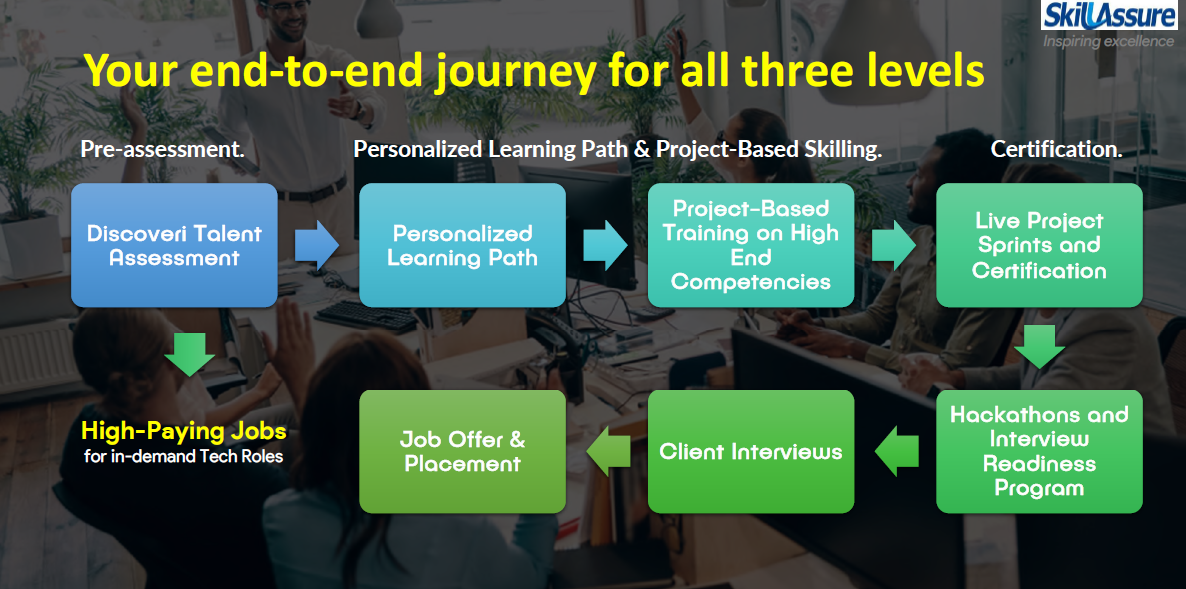 SkillAssure
Inspiring excellence
Your end-to-end journey for all three levels
Pre-assessment.
Personalized Learning Path & Project-Based Skilling.
Certification.
Discoveri Talent
Assessment
Personalized
Learning Path
Project-Based
Training on High
End
Competencies
Live Project
Sprints and
Certification
High-Paying Jobs
for in-demand Tech Roles
Job Offer &
Placement
Client Interviews
Hackathons and
Interview
Readiness
Program